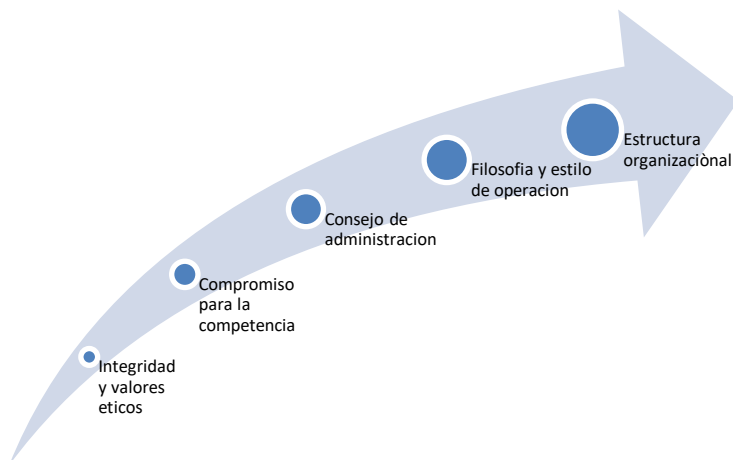 Integridad
y valores
eticos
Compromiso
para la
competencia
Consejo de
administracion
Filosofia y estilo
de operacion
Estructura
organizaciònal